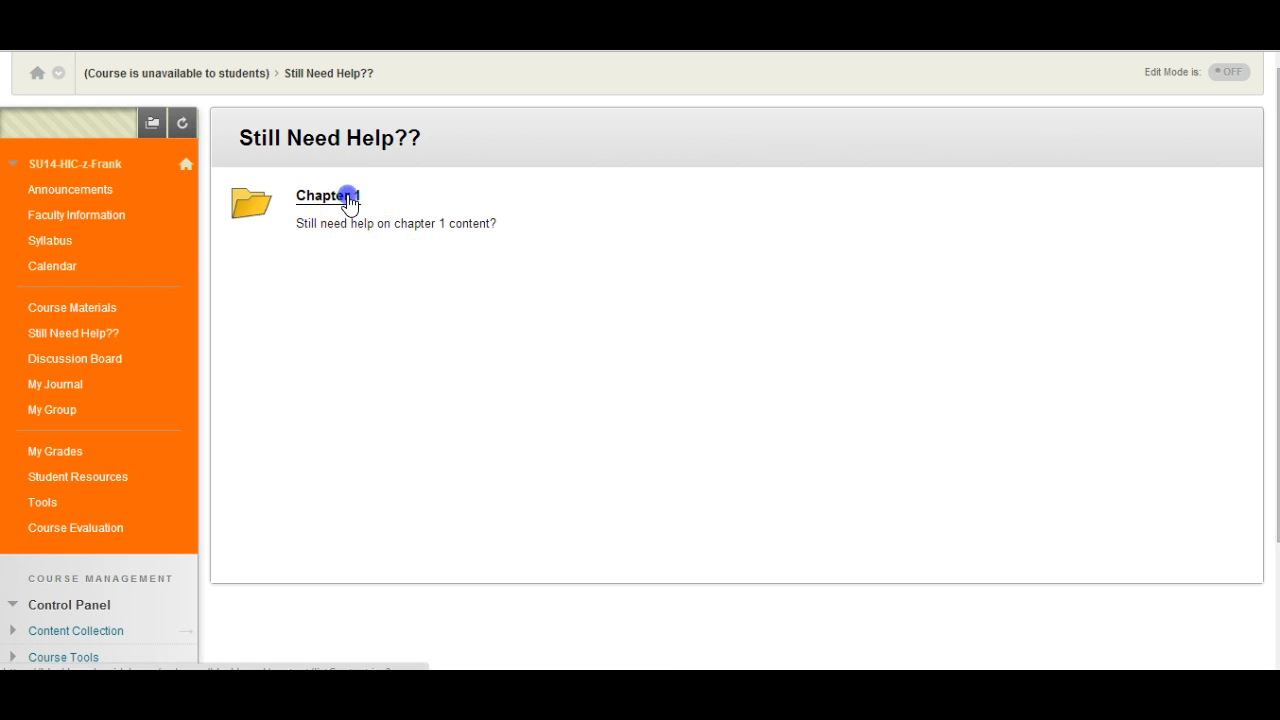 (Course is unavailable to students) > Still Need Help??
Edit Mode is: OFF
SU14-HIC-z-Frank
Announcements
Faculty Information
Syllabus
Calendar
Course Materials
Still Need Help??
Discussion Board
My Journal
My Group
My Grades
Student Resources
Tools
Course Evaluation
COURSE MANAGEMENT
Control Panel
Content Collection
Course Tools
Still Need Help??
Chapter 1
Still need help on chapter 1 content?